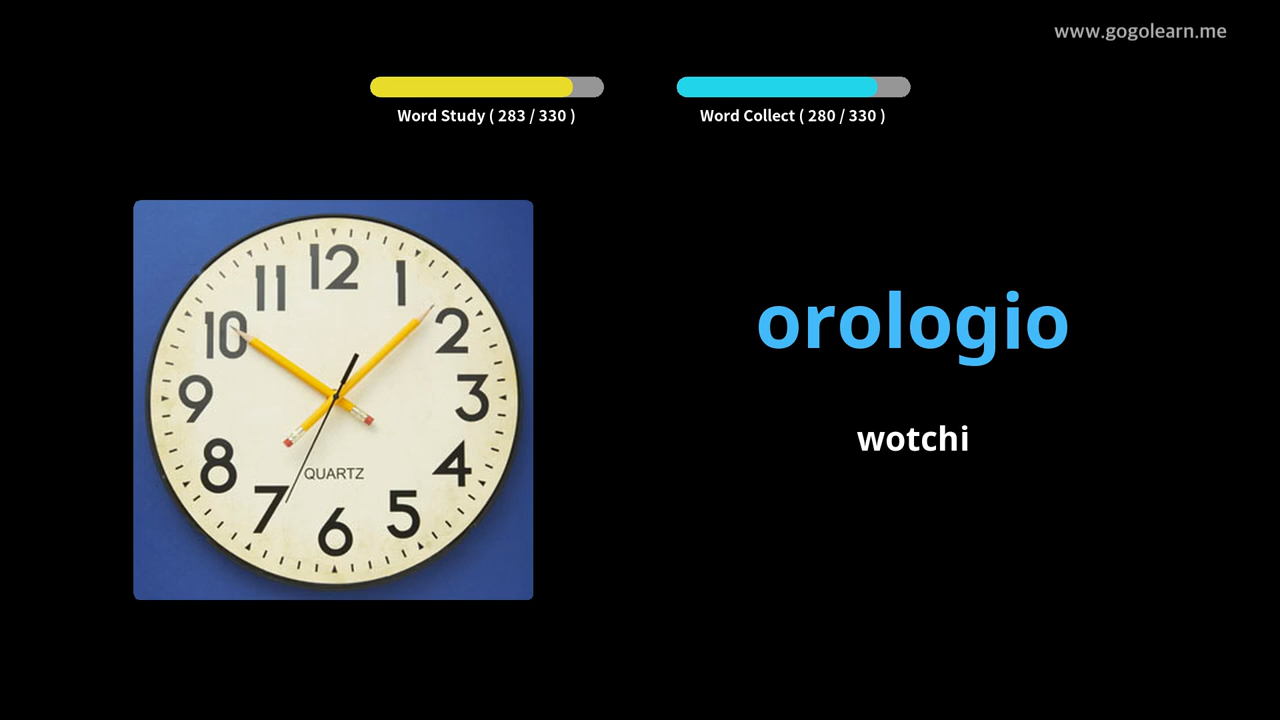 www.gogolearn.me
Word Study ( 283 / 330 )
Word Collect ( 280 / 330 )
12
11
1
10
2
9
3
8
4
QUARTZ
7
5
6
orologio
wotchi